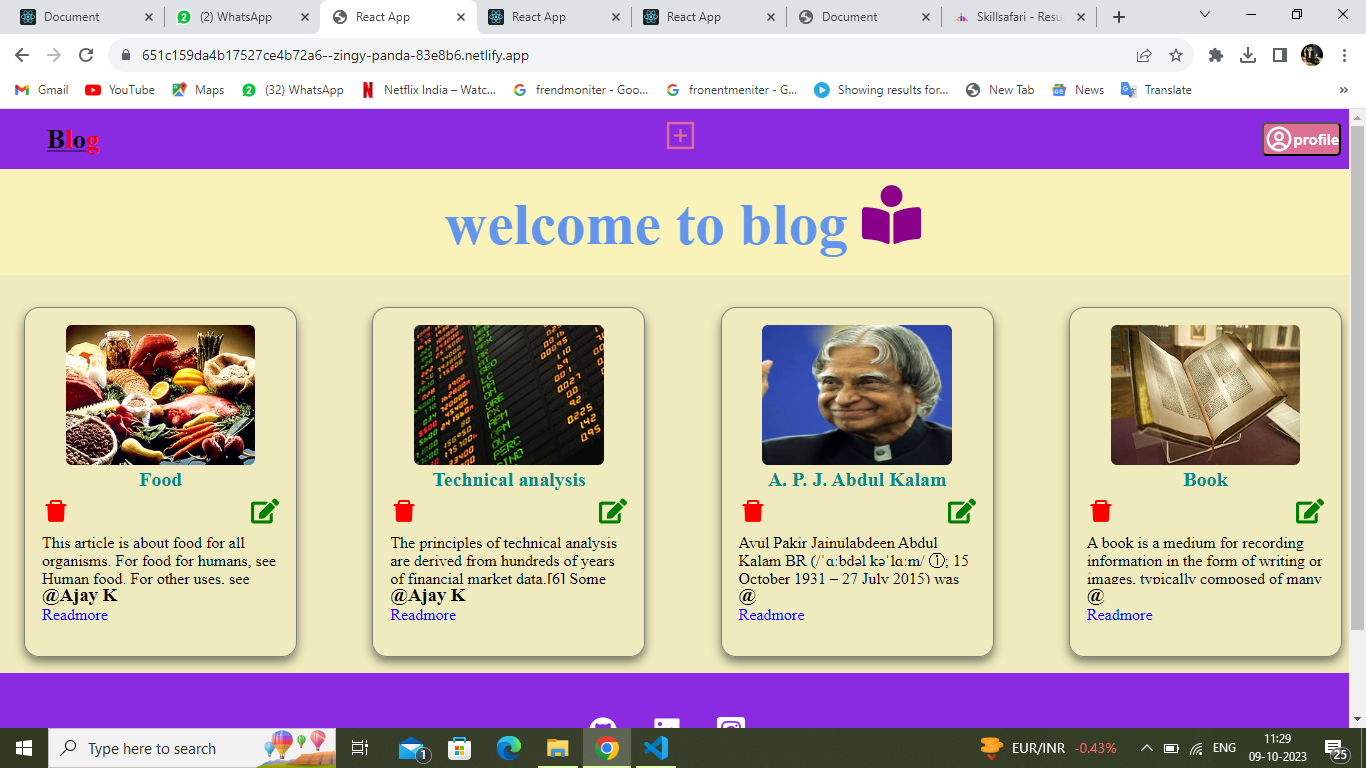 Document
(2) WhatsApp
React App
React App
React App
Document
Skillsafari - Resu
651c159da4b17527ce4b72a6--zingy-panda-83e8b6.netlify.app
Gmail
YouTube
Maps
(32) WhatsApp
Netflix India – Watc...
frendmoniter - Goo...
fronentmeniter - G...
Showing results for...
New Tab
News
Translate
Blog
profile
welcome to blog
Food
This article is about food for all
organisms. For food for humans, see
Human food. For other uses, see
@Ajay K
Readmore
Technical analysis
The principles of technical analysis
are derived from hundreds of years
of financial market data.[6] Some
@Ajay K
Readmore
A. P. J. Abdul Kalam
Avul Pakir Jainulabdeen Abdul
Kalam BR (/ˈɑːbdəl kəˈlɑːm/ ⓘ; 15
October 1931 – 27 July 2015) was
@
Readmore
Book
A book is a medium for recording
information in the form of writing or
images, typically composed of many
@
Readmore
Type here to search
1
EUR/INR -0.43%
ENG
11:29
09-10-2023
25